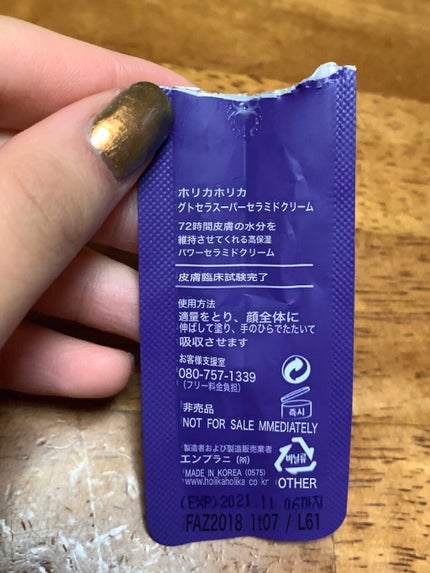 ホリカホリカ
グトセラスーパーセラミドクリーム
72時間皮膚の水分を
維持させてくれる高保湿
パワーセラミドクリーム
皮膚臨床試験完了
使用方法
適量をとり、顔全体に
伸ばして塗り、手のひらでたたいて
吸収させます
お客様支援室
080-757-1339
(フリー料金負担)
즉시
非売品
NOT FOR SALE MMEDIATELY
製造者および製造販売業者
エンプラニ ㈱
비닐류
MADE IN KOREA (0575)
www.holikaholika co kr
OTHER
(EXP) 2021.11.06까지
FAZ2018 1t07 / L61